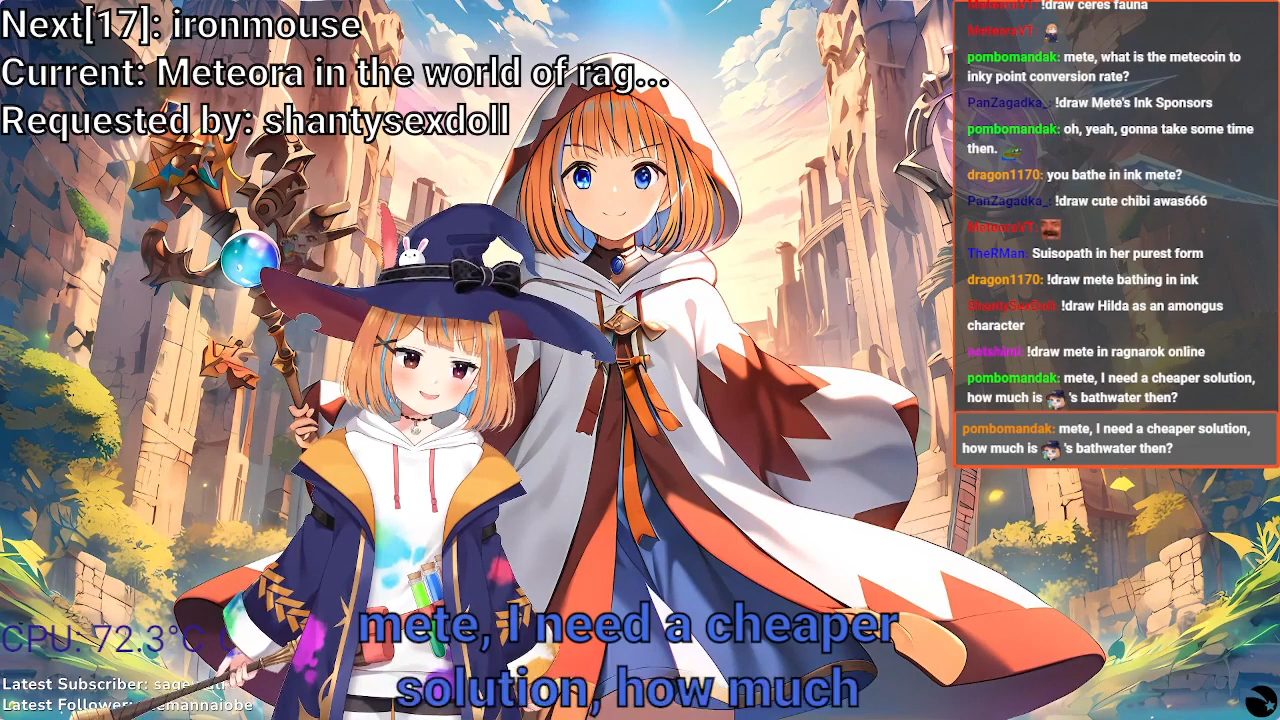 Next[17]: ironmouse
Current: Meteora in the world of rag...
Requested by: shantysexdoll
MeteoraVT: !draw ceres fauna
MeteoraVT:
pombomandak: mete, what is the metecoin to
inky point conversion rate?
PanZagadka_: !draw Mete's Ink Sponsors
pombomandak: oh, yeah, gonna take some time
then.
dragon1170: you bathe in ink mete?
PanZagadka_: !draw cute chibi awas666
MeteoraVT:
TheRMan: Suisopath in her purest form
dragon1170: !draw mete bathing in ink
ShantySexDoll: !draw Hilda as an amongus
character
!draw mete in ragnarok online
pombomandak: mete, I need a cheaper solution,
how much is 's bathwater then?
pombomandak: mete, I need a cheaper solution,
how much is 's bathwater then?
mete, I need a cheaper
solution, how much
CPU: 72.3°C
Latest Subscriber:
Latest Follower: